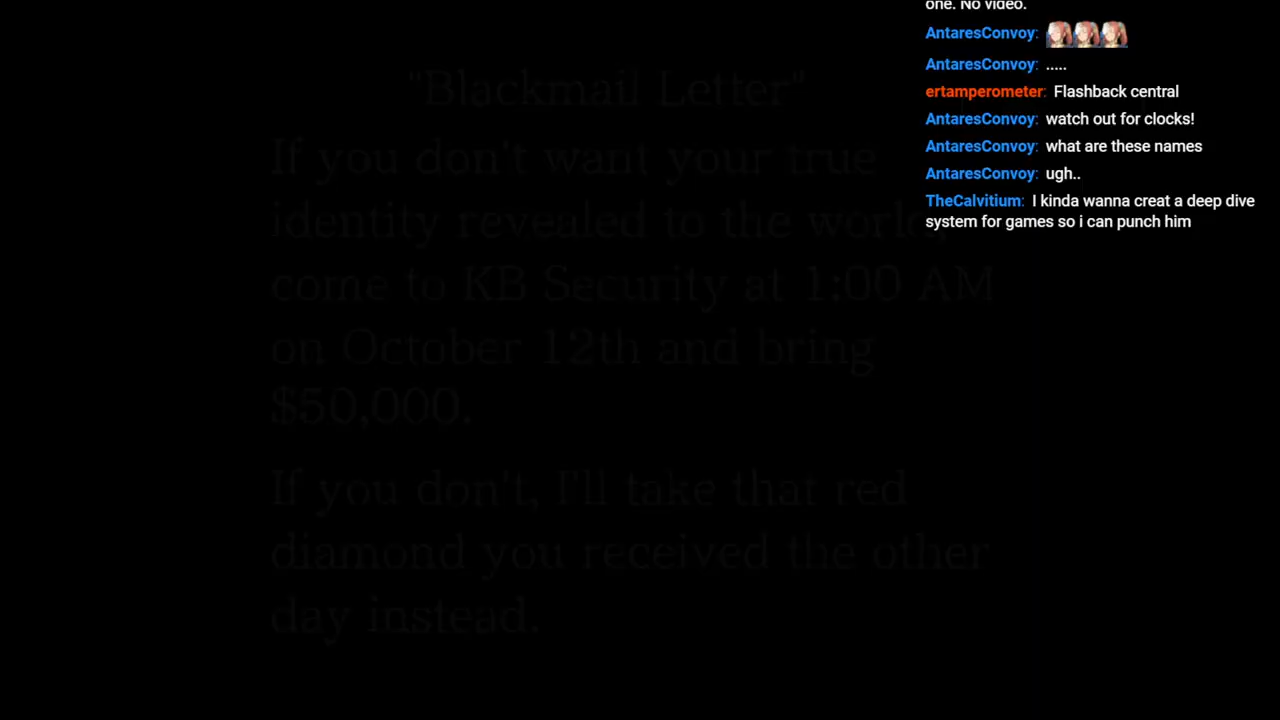 one. No video.
AntaresConvoy:
AntaresConvoy: .....
ertamperometer: Flashback central
AntaresConvoy: watch out for clocks!
AntaresConvoy: what are these names
AntaresConvoy: ugh..
TheCalvitium: I kinda wanna creat a deep dive
system for games so i can punch him
"Blackmail Letter"
If you don't want your true
identity revealed to the world,
come to KB Security at 1:00 AM
on October 12th and bring
$50,000.
If you don't, I'll take that red
diamond you received the other
day instead.